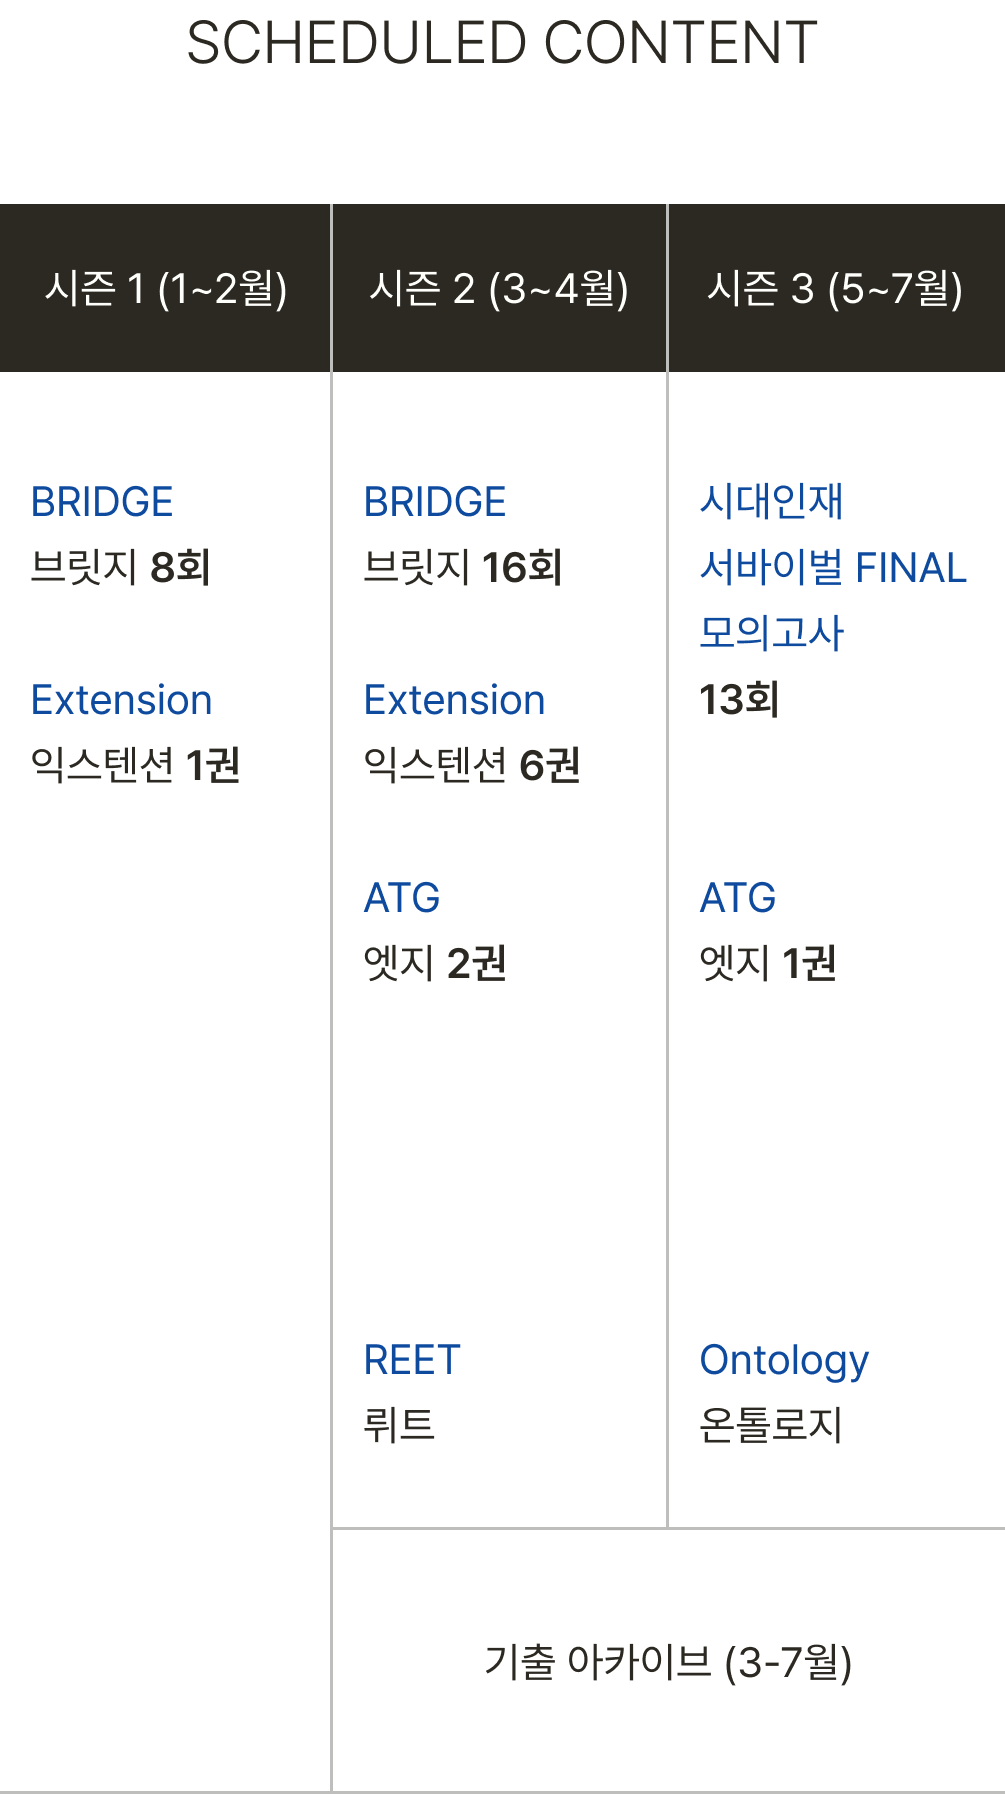 SCHEDULED CONTENT
시즌 1 (1~2월)
시즌 2 (3~4월)
시즌 3 (5~7월)
BRIDGE
브릿지 8회
Extension
익스텐션 1권
BRIDGE
브릿지 16회
Extension
익스텐션 6권
ATG
엣지 2권
REET
뤼트
시대인재
서바이벌 FINAL
모의고사
13회
ATG
엣지 1권
Ontology
온톨로지
기출 아카이브 (3-7월)